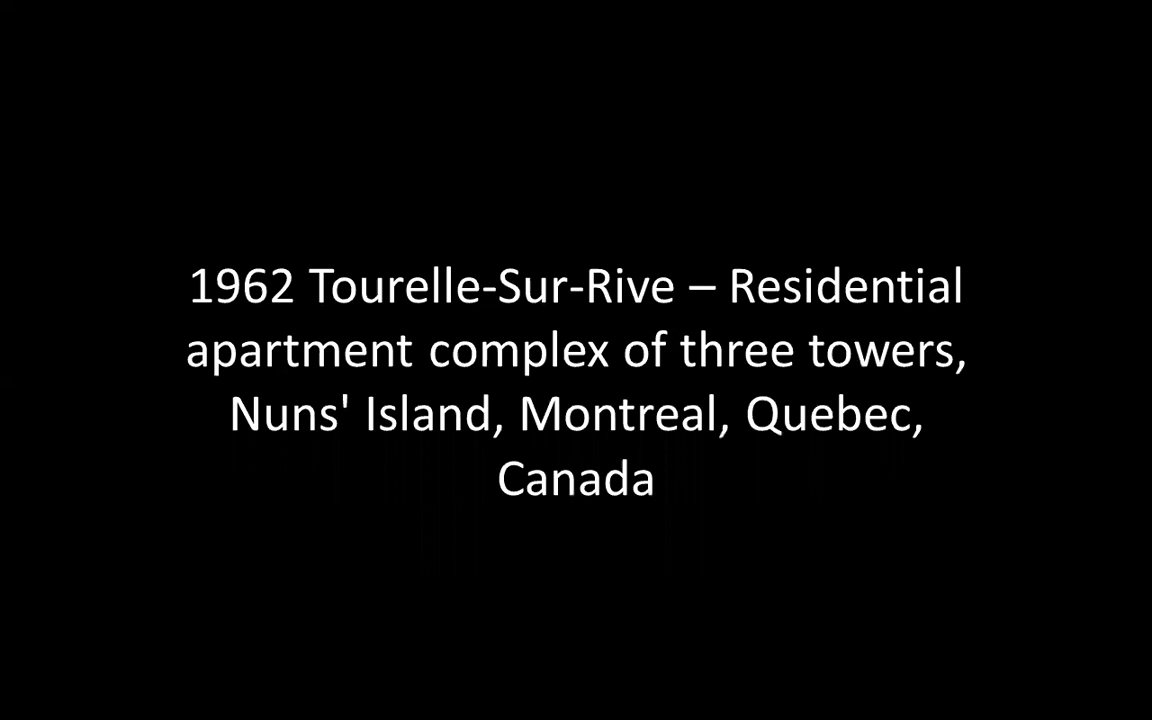 1962 Tourelle-Sur-Rive – Residential
apartment complex of three towers,
Nuns' Island, Montreal, Quebec,
Canada